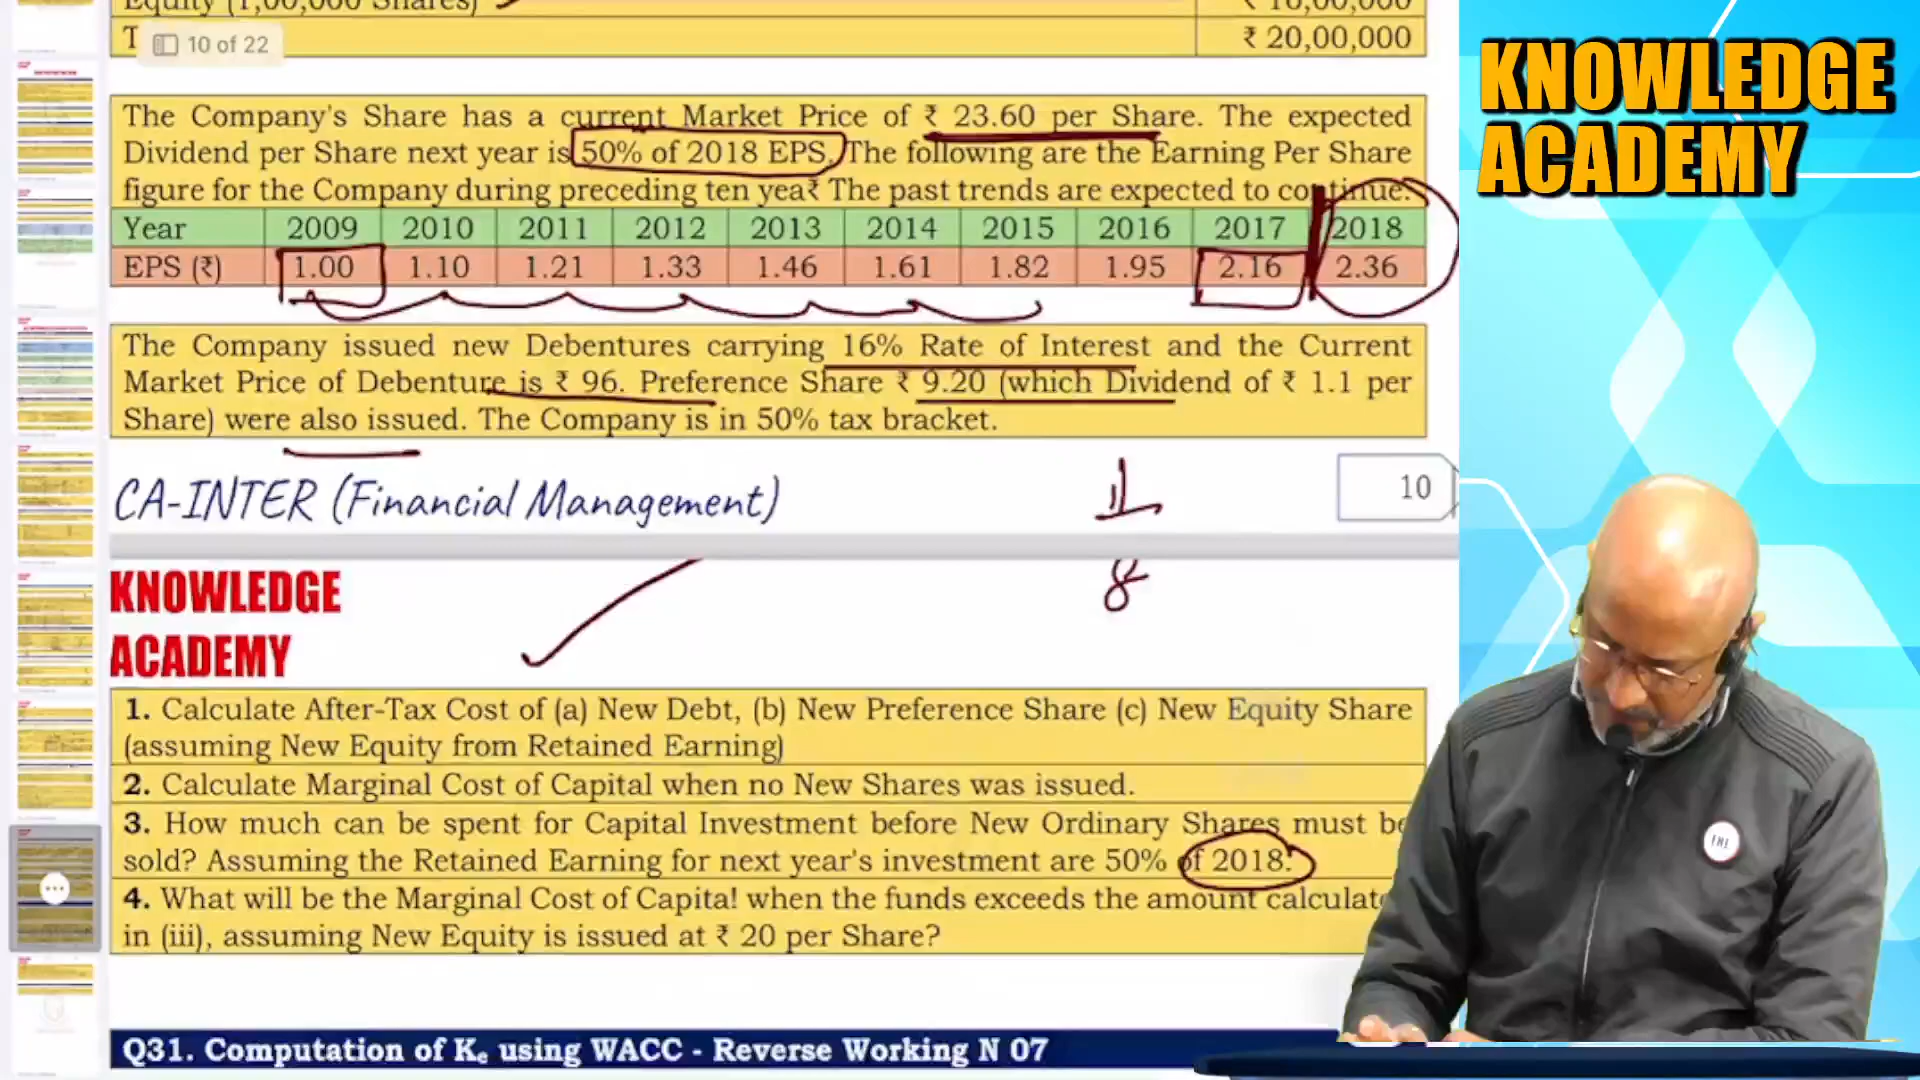 Equity (1,00,000 Shares) ₹ 16,00,000
T ₹ 20,00,000
10 of 22
The Company's Share has a current Market Price of ₹ 23.60 per Share. The expected
Dividend per Share next year is 50% of 2018 EPS. The following are the Earning Per Share
figure for the Company during preceding ten yea₹ The past trends are expected to continue.
Year 2009 2010 2011 2012 2013 2014 2015 2016 2017 2018
EPS (₹) 1.00 1.10 1.21 1.33 1.46 1.61 1.82 1.95 2.16 2.36
The Company issued new Debentures carrying 16% Rate of Interest and the Current
Market Price of Debenture is ₹ 96. Preference Share ₹ 9.20 (which Dividend of ₹ 1.1 per
Share) were also issued. The Company is in 50% tax bracket.
CA-INTER (Financial Management)
10
8
KNOWLEDGE
ACADEMY
1. Calculate After-Tax Cost of (a) New Debt, (b) New Preference Share (c) New Equity Share
(assuming New Equity from Retained Earning)
2. Calculate Marginal Cost of Capital when no New Shares was issued.
3. How much can be spent for Capital Investment before New Ordinary Shares must be
sold? Assuming the Retained Earning for next year's investment are 50% of 2018.
4. What will be the Marginal Cost of Capital when the funds exceeds the amount calculate
in (iii), assuming New Equity is issued at ₹ 20 per Share?
Q31. Computation of Ke using WACC - Reverse Working N 07
KNOWLEDGE
ACADEMY